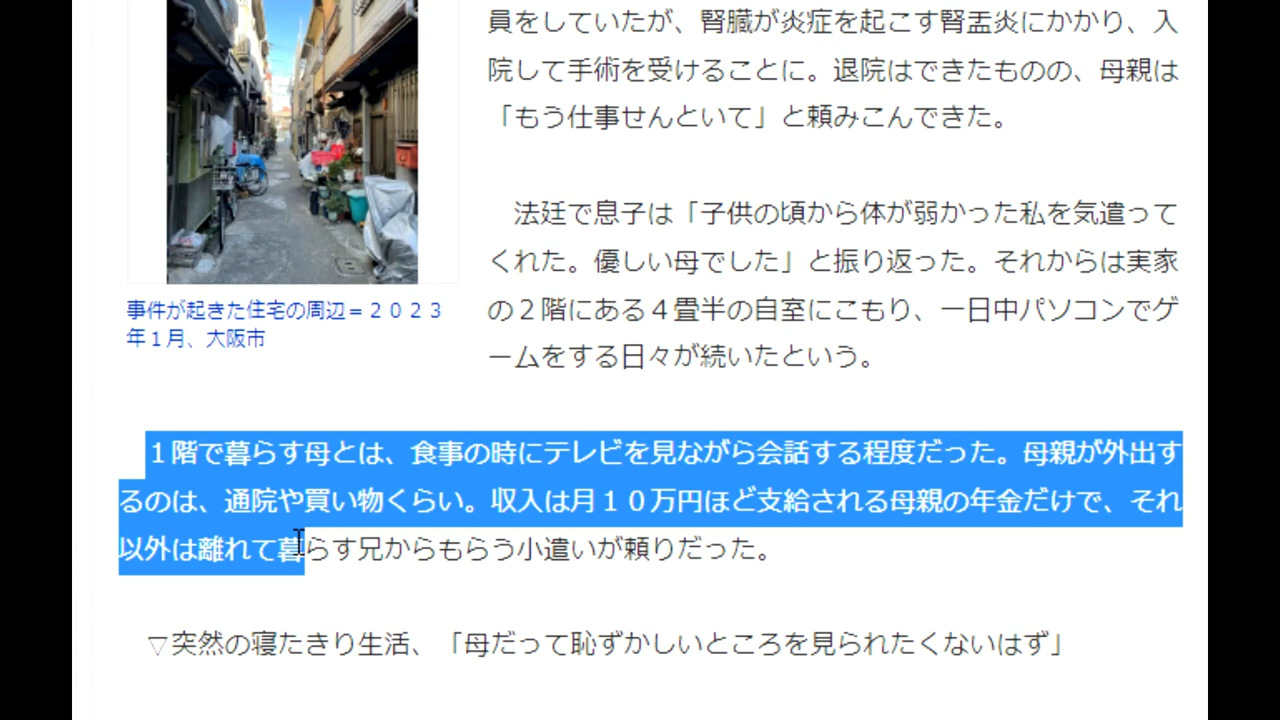 員をしていたが、腎臓が炎症を起こす腎盂炎にかかり、入
院して手術を受けることに。退院はできたものの、母親は
「もう仕事せんといて」と頼みこんできた。
法廷で息子は「子供の頃から体が弱かった私を気遣って
くれた。優しい母でした」と振り返った。それからは実家
の２階にある４畳半の自室にこもり、一日中パソコンでゲ
ームをする日々が続いたという。
事件が起きた住宅の周辺＝２０２３
年１月、大阪市
１階で暮らす母とは、食事の時にテレビを見ながら会話する程度だった。母親が外出す
るのは、通院や買い物くらい。収入は月１０万円ほど支給される母親の年金だけで、それ
以外は離れて暮らす兄からもらう小遣いが頼りだった。
▽突然の寝たきり生活、「母だって恥ずかしいところを見られたくないはず」